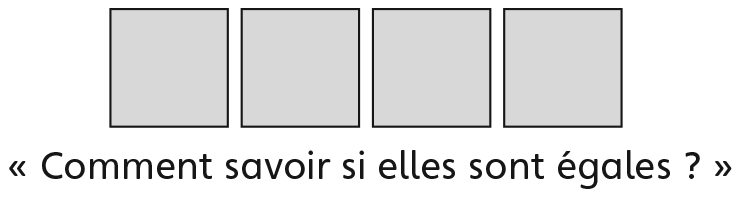 « Comment savoir si elles sont égales ? »